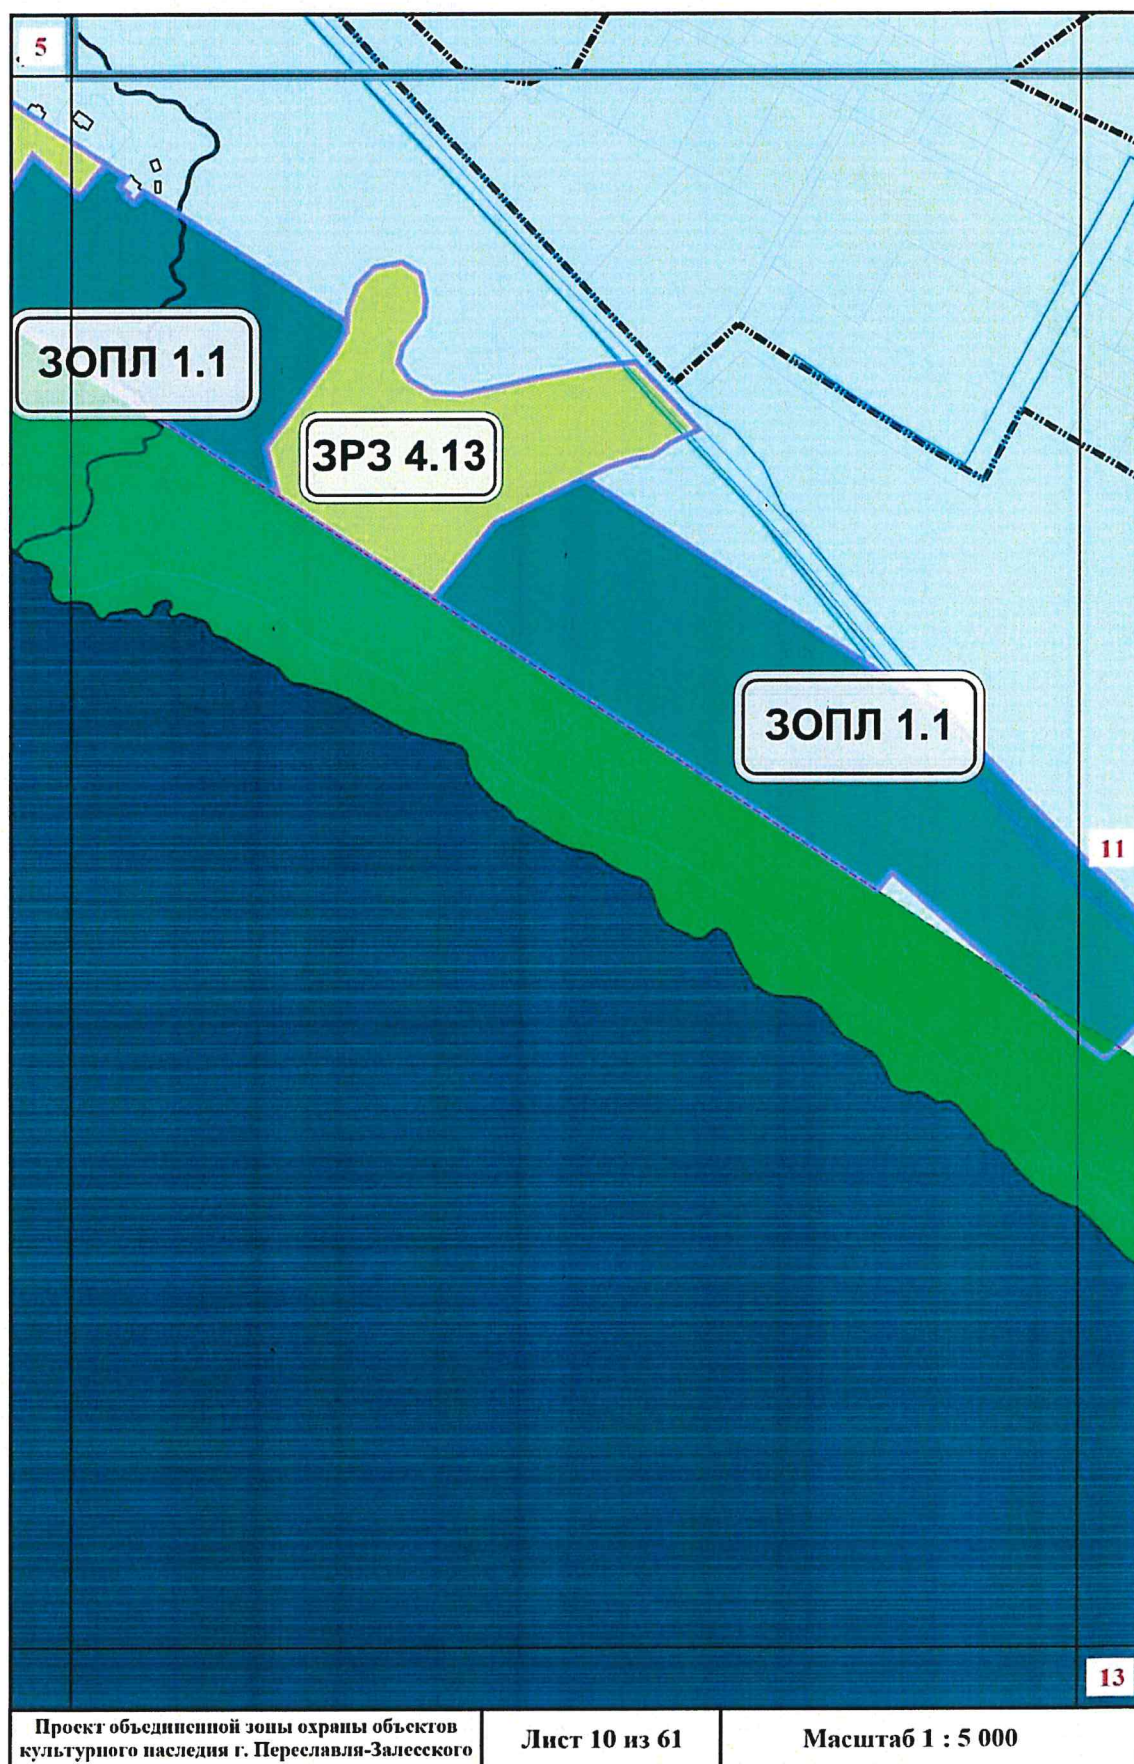 5
ЗОПЛ 1.1
ЗРЗ 4.13
ЗОПЛ 1.1
11
13
Проект объединенной зоны охраны объектов
культурного наследия г. Переславля-Залесского
Лист 10 из 61
Масштаб 1 : 5 000